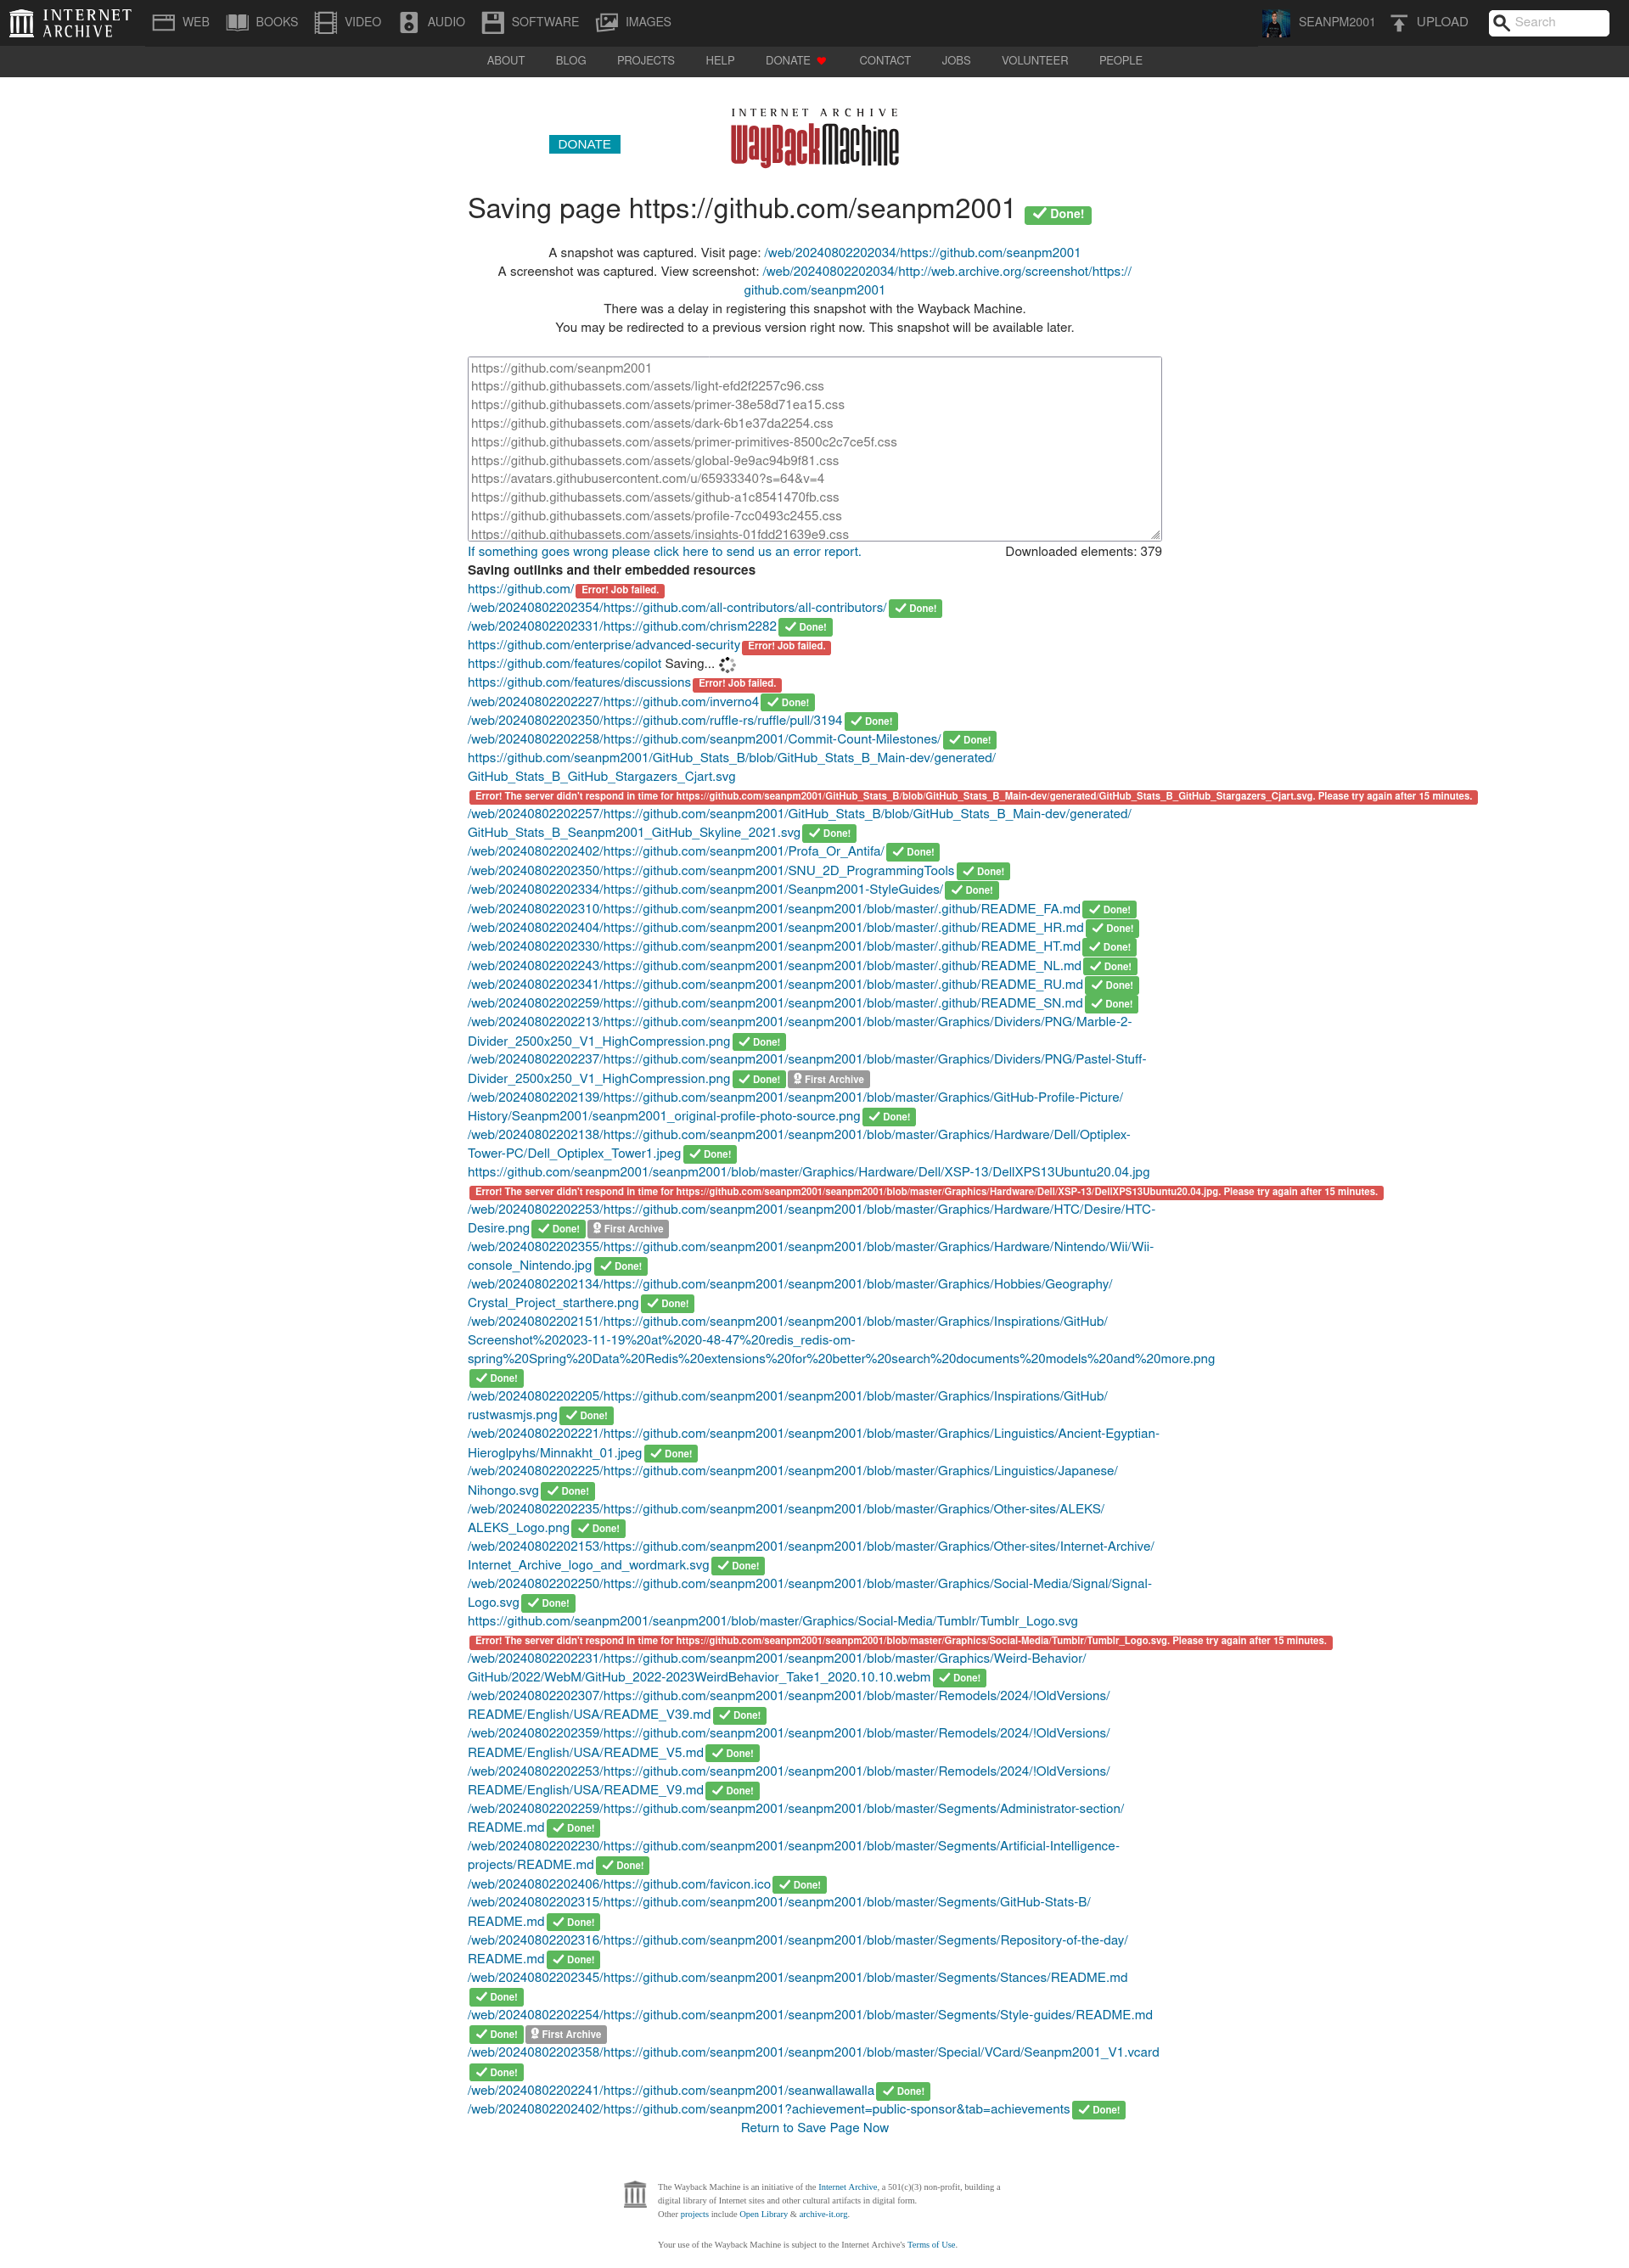 INTERNET ARCHIVE WEB BOOKS VIDEO AUDIO SOFTWARE IMAGES SEANPM2001 UPLOAD Search
ABOUT BLOG PROJECTS HELP DONATE CONTACT JOBS VOLUNTEER PEOPLE
INTERNET ARCHIVE
WayBackMachine
DONATE
Saving page https://github.com/seanpm2001 Done!
A snapshot was captured. Visit page: /web/20240802202034/https://github.com/seanpm2001
A screenshot was captured. View screenshot: /web/20240802202034/http://web.archive.org/screenshot/https://
github.com/seanpm2001
There was a delay in registering this snapshot with the Wayback Machine.
You may be redirected to a previous version right now. This snapshot will be available later.
https://github.com/seanpm2001
https://github.githubassets.com/assets/light-efd2f2257c96.css
https://github.githubassets.com/assets/primer-38e58d71ea15.css
https://github.githubassets.com/assets/dark-6b1e37da2254.css
https://github.githubassets.com/assets/primer-primitives-8500c2c7ce5f.css
https://github.githubassets.com/assets/global-9e9ac94b9f81.css
https://avatars.githubusercontent.com/u/65933340?s=64&v=4
https://github.githubassets.com/assets/github-a1c8541470fb.css
https://github.githubassets.com/assets/profile-7cc0493c2455.css
https://github.githubassets.com/assets/insights-01fdd21639e9.css
If something goes wrong please click here to send us an error report. Downloaded elements: 379
Saving outlinks and their embedded resources
https://github.com/ Error! Job failed.
/web/20240802202354/https://github.com/all-contributors/all-contributors/ Done!
/web/20240802202331/https://github.com/chrism2282 Done!
https://github.com/enterprise/advanced-security Error! Job failed.
https://github.com/features/copilot Saving...
https://github.com/features/discussions Error! Job failed.
/web/20240802202227/https://github.com/inverno4 Done!
/web/20240802202350/https://github.com/ruffle-rs/ruffle/pull/3194 Done!
/web/20240802202258/https://github.com/seanpm2001/Commit-Count-Milestones/ Done!
https://github.com/seanpm2001/GitHub_Stats_B/blob/GitHub_Stats_B_Main-dev/generated/
GitHub_Stats_B_GitHub_Stargazers_Cjart.svg
Error! The server didn't respond in time for https://github.com/seanpm2001/GitHub_Stats_B/blob/GitHub_Stats_B_Main-dev/generated/GitHub_Stats_B_GitHub_Stargazers_Cjart.svg. Please try again after 15 minutes.
/web/20240802202257/https://github.com/seanpm2001/GitHub_Stats_B/blob/GitHub_Stats_B_Main-dev/generated/
GitHub_Stats_B_Seanpm2001_GitHub_Skyline_2021.svg Done!
/web/20240802202402/https://github.com/seanpm2001/Profa_Or_Antifa/ Done!
/web/20240802202350/https://github.com/seanpm2001/SNU_2D_ProgrammingTools Done!
/web/20240802202334/https://github.com/seanpm2001/Seanpm2001-StyleGuides/ Done!
/web/20240802202310/https://github.com/seanpm2001/seanpm2001/blob/master/.github/README_FA.md Done!
/web/20240802202404/https://github.com/seanpm2001/seanpm2001/blob/master/.github/README_HR.md Done!
/web/20240802202330/https://github.com/seanpm2001/seanpm2001/blob/master/.github/README_HT.md Done!
/web/20240802202243/https://github.com/seanpm2001/seanpm2001/blob/master/.github/README_NL.md Done!
/web/20240802202341/https://github.com/seanpm2001/seanpm2001/blob/master/.github/README_RU.md Done!
/web/20240802202259/https://github.com/seanpm2001/seanpm2001/blob/master/.github/README_SN.md Done!
/web/20240802202213/https://github.com/seanpm2001/seanpm2001/blob/master/Graphics/Dividers/PNG/Marble-2-
Divider_2500x250_V1_HighCompression.png Done!
/web/20240802202237/https://github.com/seanpm2001/seanpm2001/blob/master/Graphics/Dividers/PNG/Pastel-Stuff-
Divider_2500x250_V1_HighCompression.png Done! First Archive
/web/20240802202139/https://github.com/seanpm2001/seanpm2001/blob/master/Graphics/GitHub-Profile-Picture/
History/Seanpm2001/seanpm2001_original-profile-photo-source.png Done!
/web/20240802202138/https://github.com/seanpm2001/seanpm2001/blob/master/Graphics/Hardware/Dell/Optiplex-
Tower-PC/Dell_Optiplex_Tower1.jpeg Done!
https://github.com/seanpm2001/seanpm2001/blob/master/Graphics/Hardware/Dell/XSP-13/DellXPS13Ubuntu20.04.jpg
Error! The server didn't respond in time for https://github.com/seanpm2001/seanpm2001/blob/master/Graphics/Hardware/Dell/XSP-13/DellXPS13Ubuntu20.04.jpg. Please try again after 15 minutes.
/web/20240802202253/https://github.com/seanpm2001/seanpm2001/blob/master/Graphics/Hardware/HTC/Desire/HTC-
Desire.png Done! First Archive
/web/20240802202355/https://github.com/seanpm2001/seanpm2001/blob/master/Graphics/Hardware/Nintendo/Wii/Wii-
console_Nintendo.jpg Done!
/web/20240802202134/https://github.com/seanpm2001/seanpm2001/blob/master/Graphics/Hobbies/Geography/
Crystal_Project_starthere.png Done!
/web/20240802202151/https://github.com/seanpm2001/seanpm2001/blob/master/Graphics/Inspirations/GitHub/
Screenshot%202023-11-19%20at%2020-48-47%20redis_redis-om-
spring%20Spring%20Data%20Redis%20extensions%20for%20better%20search%20documents%20models%20and%20more.png
Done!
/web/20240802202205/https://github.com/seanpm2001/seanpm2001/blob/master/Graphics/Inspirations/GitHub/
rustwasmjs.png Done!
/web/20240802202221/https://github.com/seanpm2001/seanpm2001/blob/master/Graphics/Linguistics/Ancient-Egyptian-
Hieroglpyhs/Minnakht_01.jpeg Done!
/web/20240802202225/https://github.com/seanpm2001/seanpm2001/blob/master/Graphics/Linguistics/Japanese/
Nihongo.svg Done!
/web/20240802202235/https://github.com/seanpm2001/seanpm2001/blob/master/Graphics/Other-sites/ALEKS/
ALEKS_Logo.png Done!
/web/20240802202153/https://github.com/seanpm2001/seanpm2001/blob/master/Graphics/Other-sites/Internet-Archive/
Internet_Archive_logo_and_wordmark.svg Done!
/web/20240802202250/https://github.com/seanpm2001/seanpm2001/blob/master/Graphics/Social-Media/Signal/Signal-
Logo.svg Done!
https://github.com/seanpm2001/seanpm2001/blob/master/Graphics/Social-Media/Tumblr/Tumblr_Logo.svg
Error! The server didn't respond in time for https://github.com/seanpm2001/seanpm2001/blob/master/Graphics/Social-Media/Tumblr/Tumblr_Logo.svg. Please try again after 15 minutes.
/web/20240802202231/https://github.com/seanpm2001/seanpm2001/blob/master/Graphics/Weird-Behavior/
GitHub/2022/WebM/GitHub_2022-2023WeirdBehavior_Take1_2020.10.10.webm Done!
/web/20240802202307/https://github.com/seanpm2001/seanpm2001/blob/master/Remodels/2024/!OldVersions/
README/English/USA/README_V39.md Done!
/web/20240802202359/https://github.com/seanpm2001/seanpm2001/blob/master/Remodels/2024/!OldVersions/
README/English/USA/README_V5.md Done!
/web/20240802202253/https://github.com/seanpm2001/seanpm2001/blob/master/Remodels/2024/!OldVersions/
README/English/USA/README_V9.md Done!
/web/20240802202259/https://github.com/seanpm2001/seanpm2001/blob/master/Segments/Administrator-section/
README.md Done!
/web/20240802202230/https://github.com/seanpm2001/seanpm2001/blob/master/Segments/Artificial-Intelligence-
projects/README.md Done!
/web/20240802202406/https://github.com/favicon.ico Done!
/web/20240802202315/https://github.com/seanpm2001/seanpm2001/blob/master/Segments/GitHub-Stats-B/
README.md Done!
/web/20240802202316/https://github.com/seanpm2001/seanpm2001/blob/master/Segments/Repository-of-the-day/
README.md Done!
/web/20240802202345/https://github.com/seanpm2001/seanpm2001/blob/master/Segments/Stances/README.md
Done!
/web/20240802202254/https://github.com/seanpm2001/seanpm2001/blob/master/Segments/Style-guides/README.md
Done! First Archive
/web/20240802202358/https://github.com/seanpm2001/seanpm2001/blob/master/Special/VCard/Seanpm2001_V1.vcard
Done!
/web/20240802202241/https://github.com/seanpm2001/seanwallawalla Done!
/web/20240802202402/https://github.com/seanpm2001?achievement=public-sponsor&tab=achievements Done!
Return to Save Page Now
The Wayback Machine is an initiative of the Internet Archive, a 501(c)(3) non-profit, building a
digital library of Internet sites and other cultural artifacts in digital form.
Other projects include Open Library & archive-it.org.
Your use of the Wayback Machine is subject to the Internet Archive's Terms of Use.